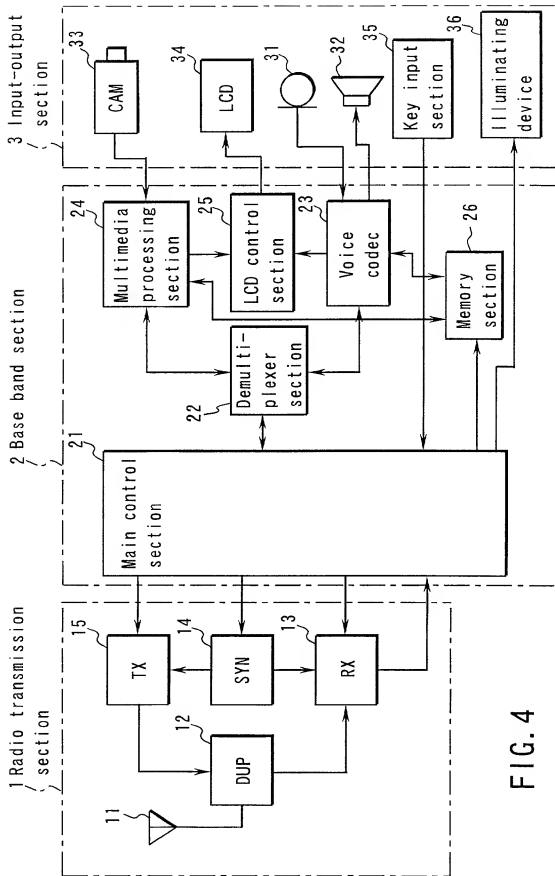 1 Radio transmission
section
2 Base band section
3 Input-output
section
11
DUP
12
TX
15
SYN
14
RX
13
Main control
section
21
Demulti-
plexer
section
22
Multimedia
processing
section
24
LCD control
section
25
Voice
codec
23
Memory
section
26
CAM
33
LCD
34
31
32
Key input
section
35
Illuminating
device
36
FIG. 4